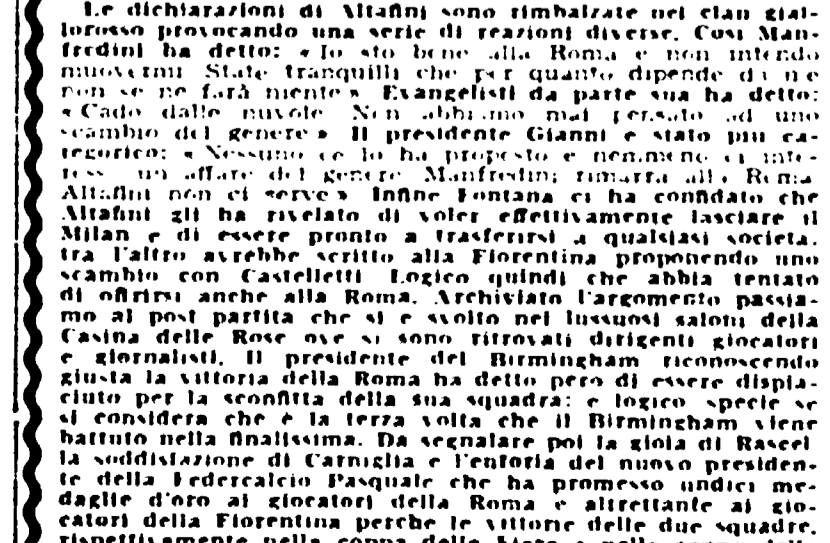 Le dichiarazioni di Altafini sono rimbalzate nel clan gial-
lorosso provocando una serie di reazioni diverse. Così Man-
fredini ha detto: «Io sto bene alla Roma e non intendo
muovermi State tranquilli che per quanto dipende da me
non se ne farà niente». Evangelisti da parte sua ha detto:
«Cado dalle nuvole Non abbiamo mai pensato ad uno
scambio del genere» Il presidente Gianni è stato più ca-
tegorico: «Nessuno ce lo ha proposto e nemmeno ci inte-
ressa un affare del genere Manfredini rimarrà alla Roma
Altafini non ci serve» Infine Fontana ci ha confidato che
Altafini gli ha rivelato di voler effettivamente lasciare il
Milan e di essere pronto a trasferirsi a qualsiasi società.
tra l'altro avrebbe scritto alla Fiorentina proponendo uno
scambio con Castelletti Logico quindi che abbia tentato
di offrirsi anche alla Roma. Archiviato l'argomento passia-
mo al post partita che si è svolto nei lussuosi saloni della
Casina delle Rose ove si sono ritrovati dirigenti giocatori
e giornalisti. Il presidente del Birmingham riconoscendo
giusta la vittoria della Roma ha detto però di essere dispia-
ciuto per la sconfitta della sua squadra: è logico specie se
si considera che è la terza volta che il Birmingham viene
battuto nella finalissima. Da segnalare poi la gioia di Rascel
la soddisfazione di Carniglia e l'euforia del nuovo presiden-
te della Federcalcio Pasquale che ha promesso undici me-
daglie d'oro ai giocatori della Roma e altrettante ai gio-
catori della Fiorentina perchè le vittorie delle due squadre.
rispettivamente nella coppa delle Fiere e nella coppa delle